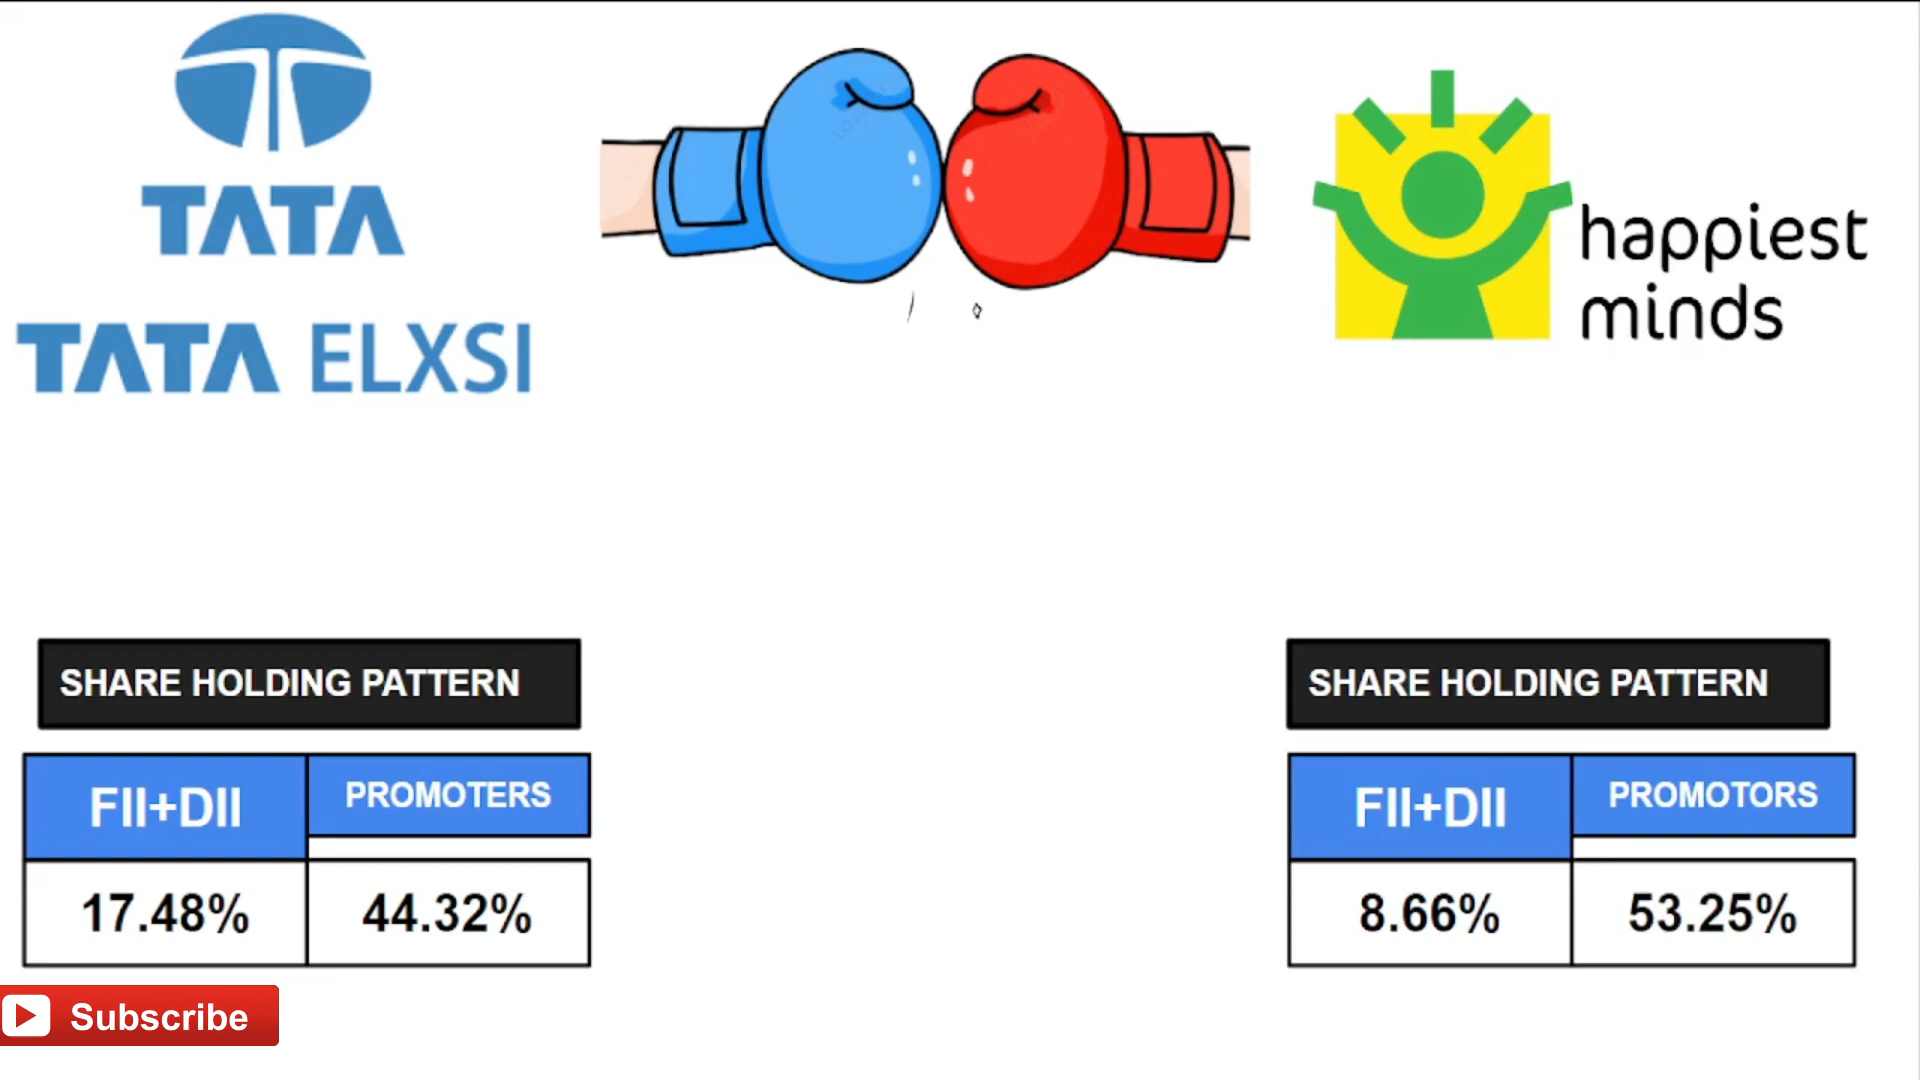 TATA
TATA ELXSI
happiest
minds
SHARE HOLDING PATTERN
FII+DII
PROMOTERS
17.48%
44.32%
SHARE HOLDING PATTERN
FII+DII
PROMOTORS
8.66%
53.25%
Subscribe